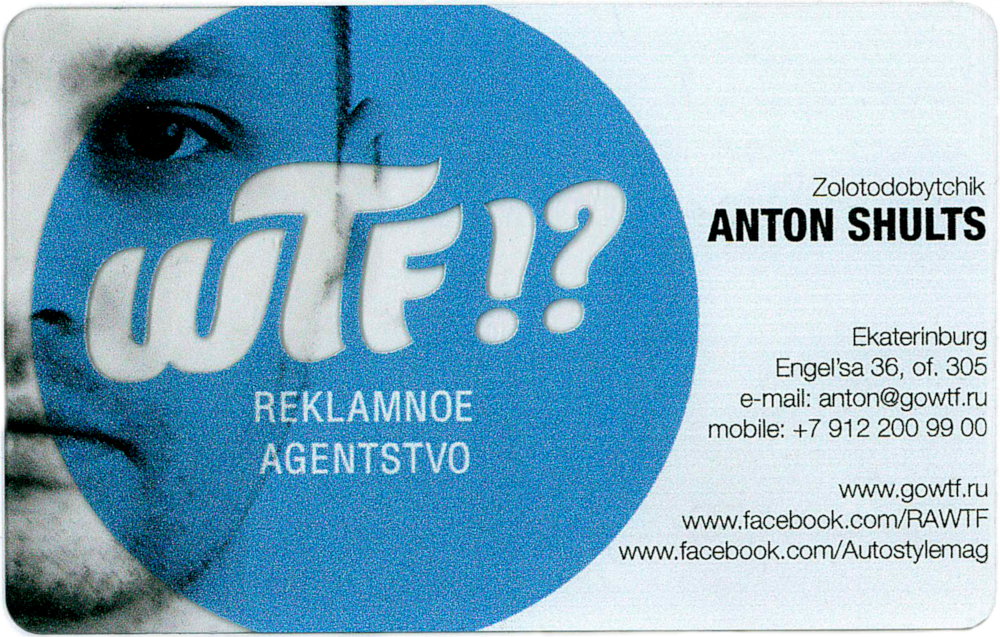 WTF!?
REKLAMNOE
AGENTSTVO
Zolotodobytchik
ANTON SHULTS
Ekaterinburg
Engel'sa 36, of. 305
e-mail: anton@gowtf.ru
mobile: +7 912 200 99 00
www.gowtf.ru
www.facebook.com/RAWTF
www.facebook.com/Autostylemag